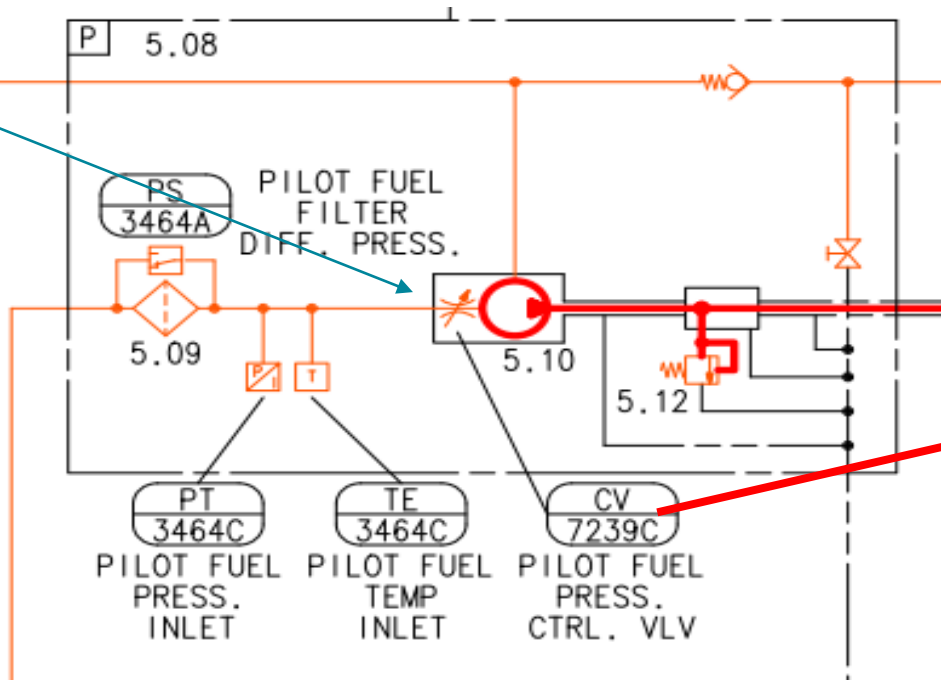 P
5.08
PS
3464A
PILOT FUEL
FILTER
DIFF. PRESS.
5.09
P
I
T
5.10
5.12
PT
3464C
PILOT FUEL
PRESS.
INLET
TE
3464C
PILOT FUEL
TEMP
INLET
CV
7239C
PILOT FUEL
PRESS.
CTRL. VLV